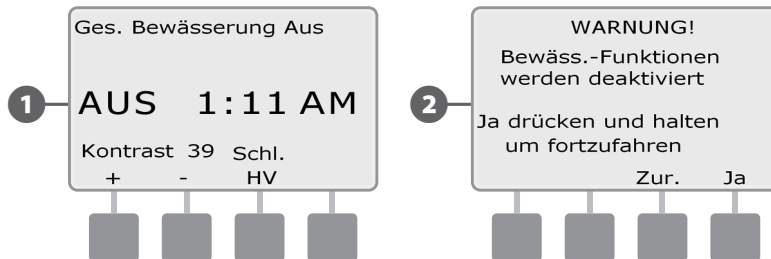 1
Ges. Bewässerung Aus
AUS 1:11 AM
Kontrast 39 Schl.
+ - HV
2
WARNUNG!
Bewäss.-Funktionen
werden deaktiviert
Ja drücken und halten
um fortzufahren
Zur. Ja